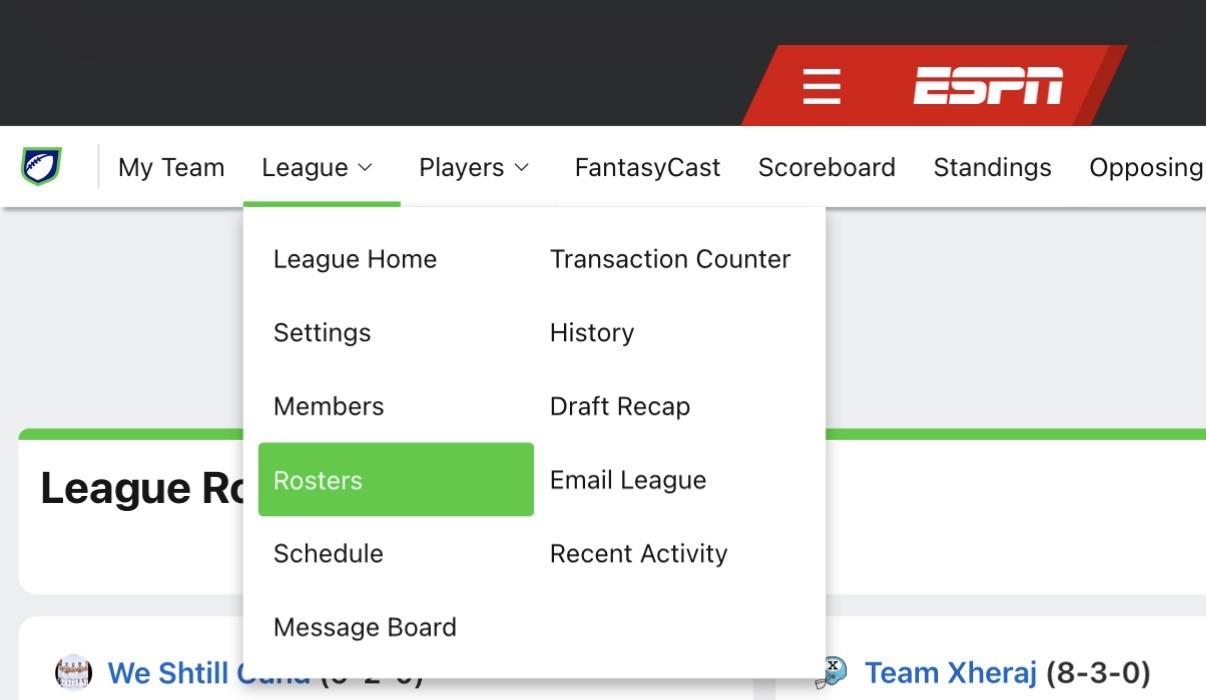 ESPN
My Team League Players FantasyCast Scoreboard Standings Opposing
League Home Transaction Counter
Settings History
Members Draft Recap
Rosters Email League
League Ro
Schedule Recent Activity
Message Board
We Shtill Team Xheraj (8-3-0)